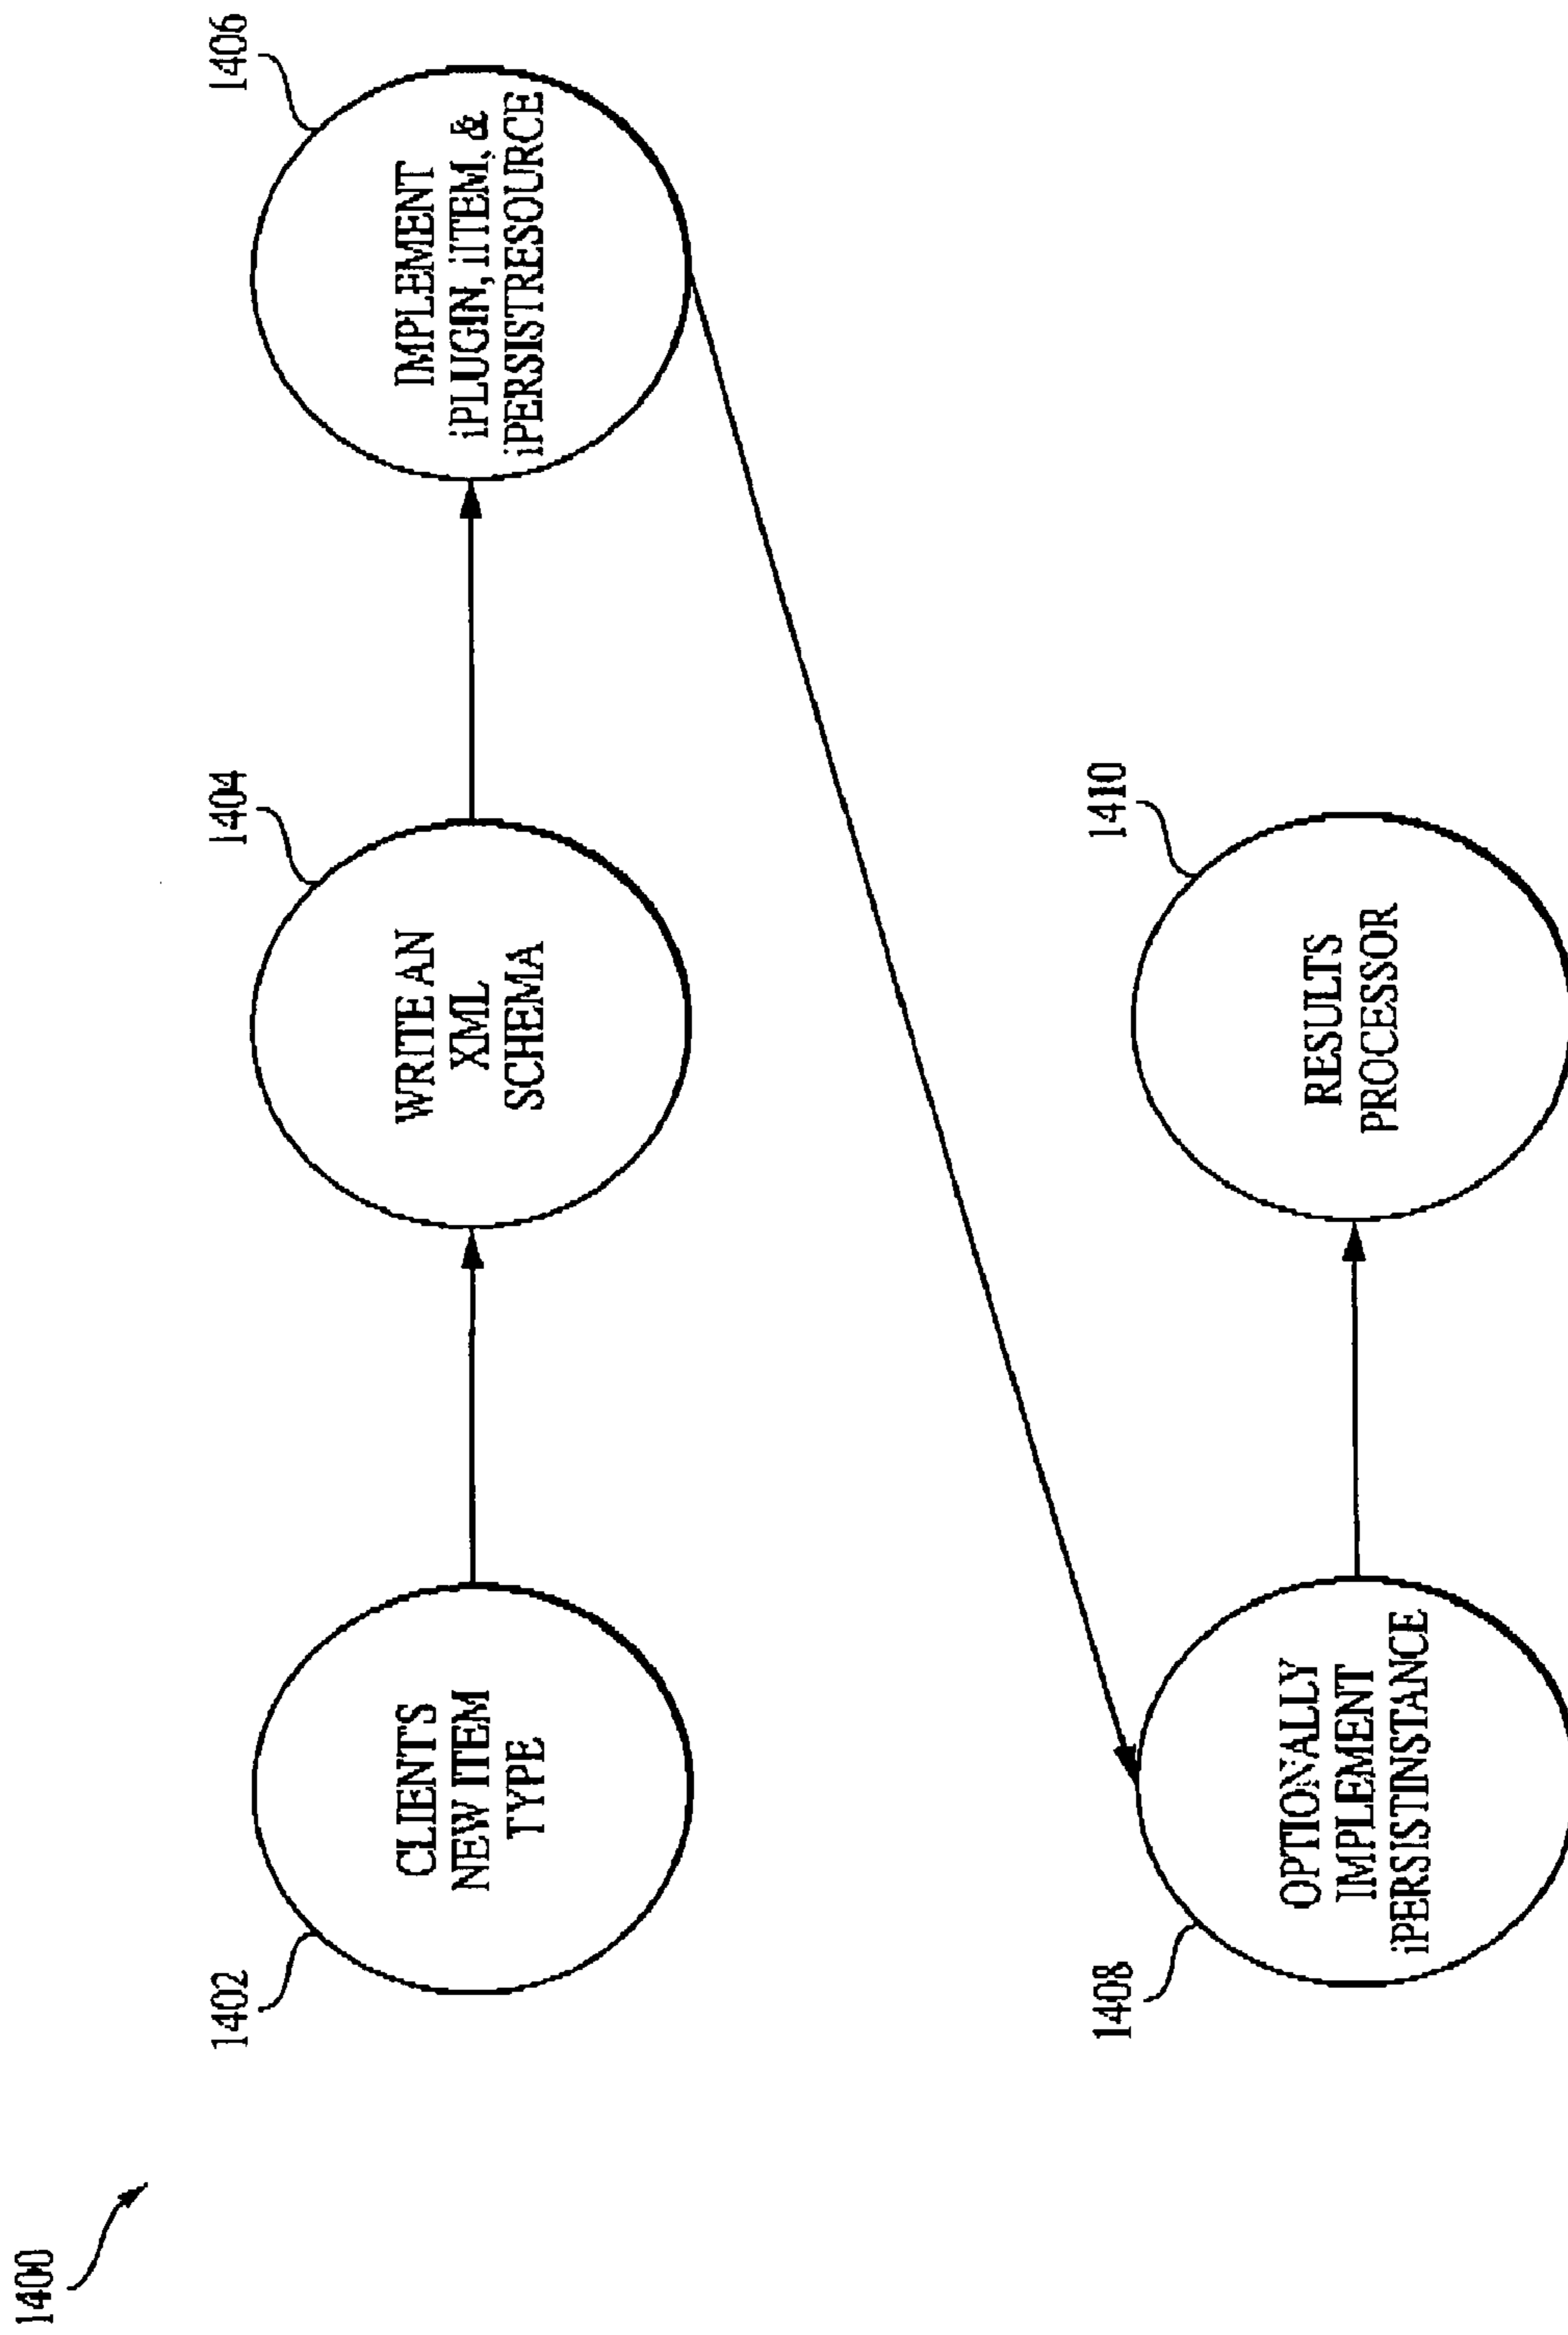 1400
1402
CLIENTS
NEW ITEM
TYPE
1404
WRITE AN
XML
SCHEMA
1406
IMPLEMENT
iPLUGIN, iITEM, &
iPERSISTRESOURCE
1408
OPTIONALLY
IMPLEMENT
iPERSISTINSTANCE
1410
RESULTS
PROCESSOR